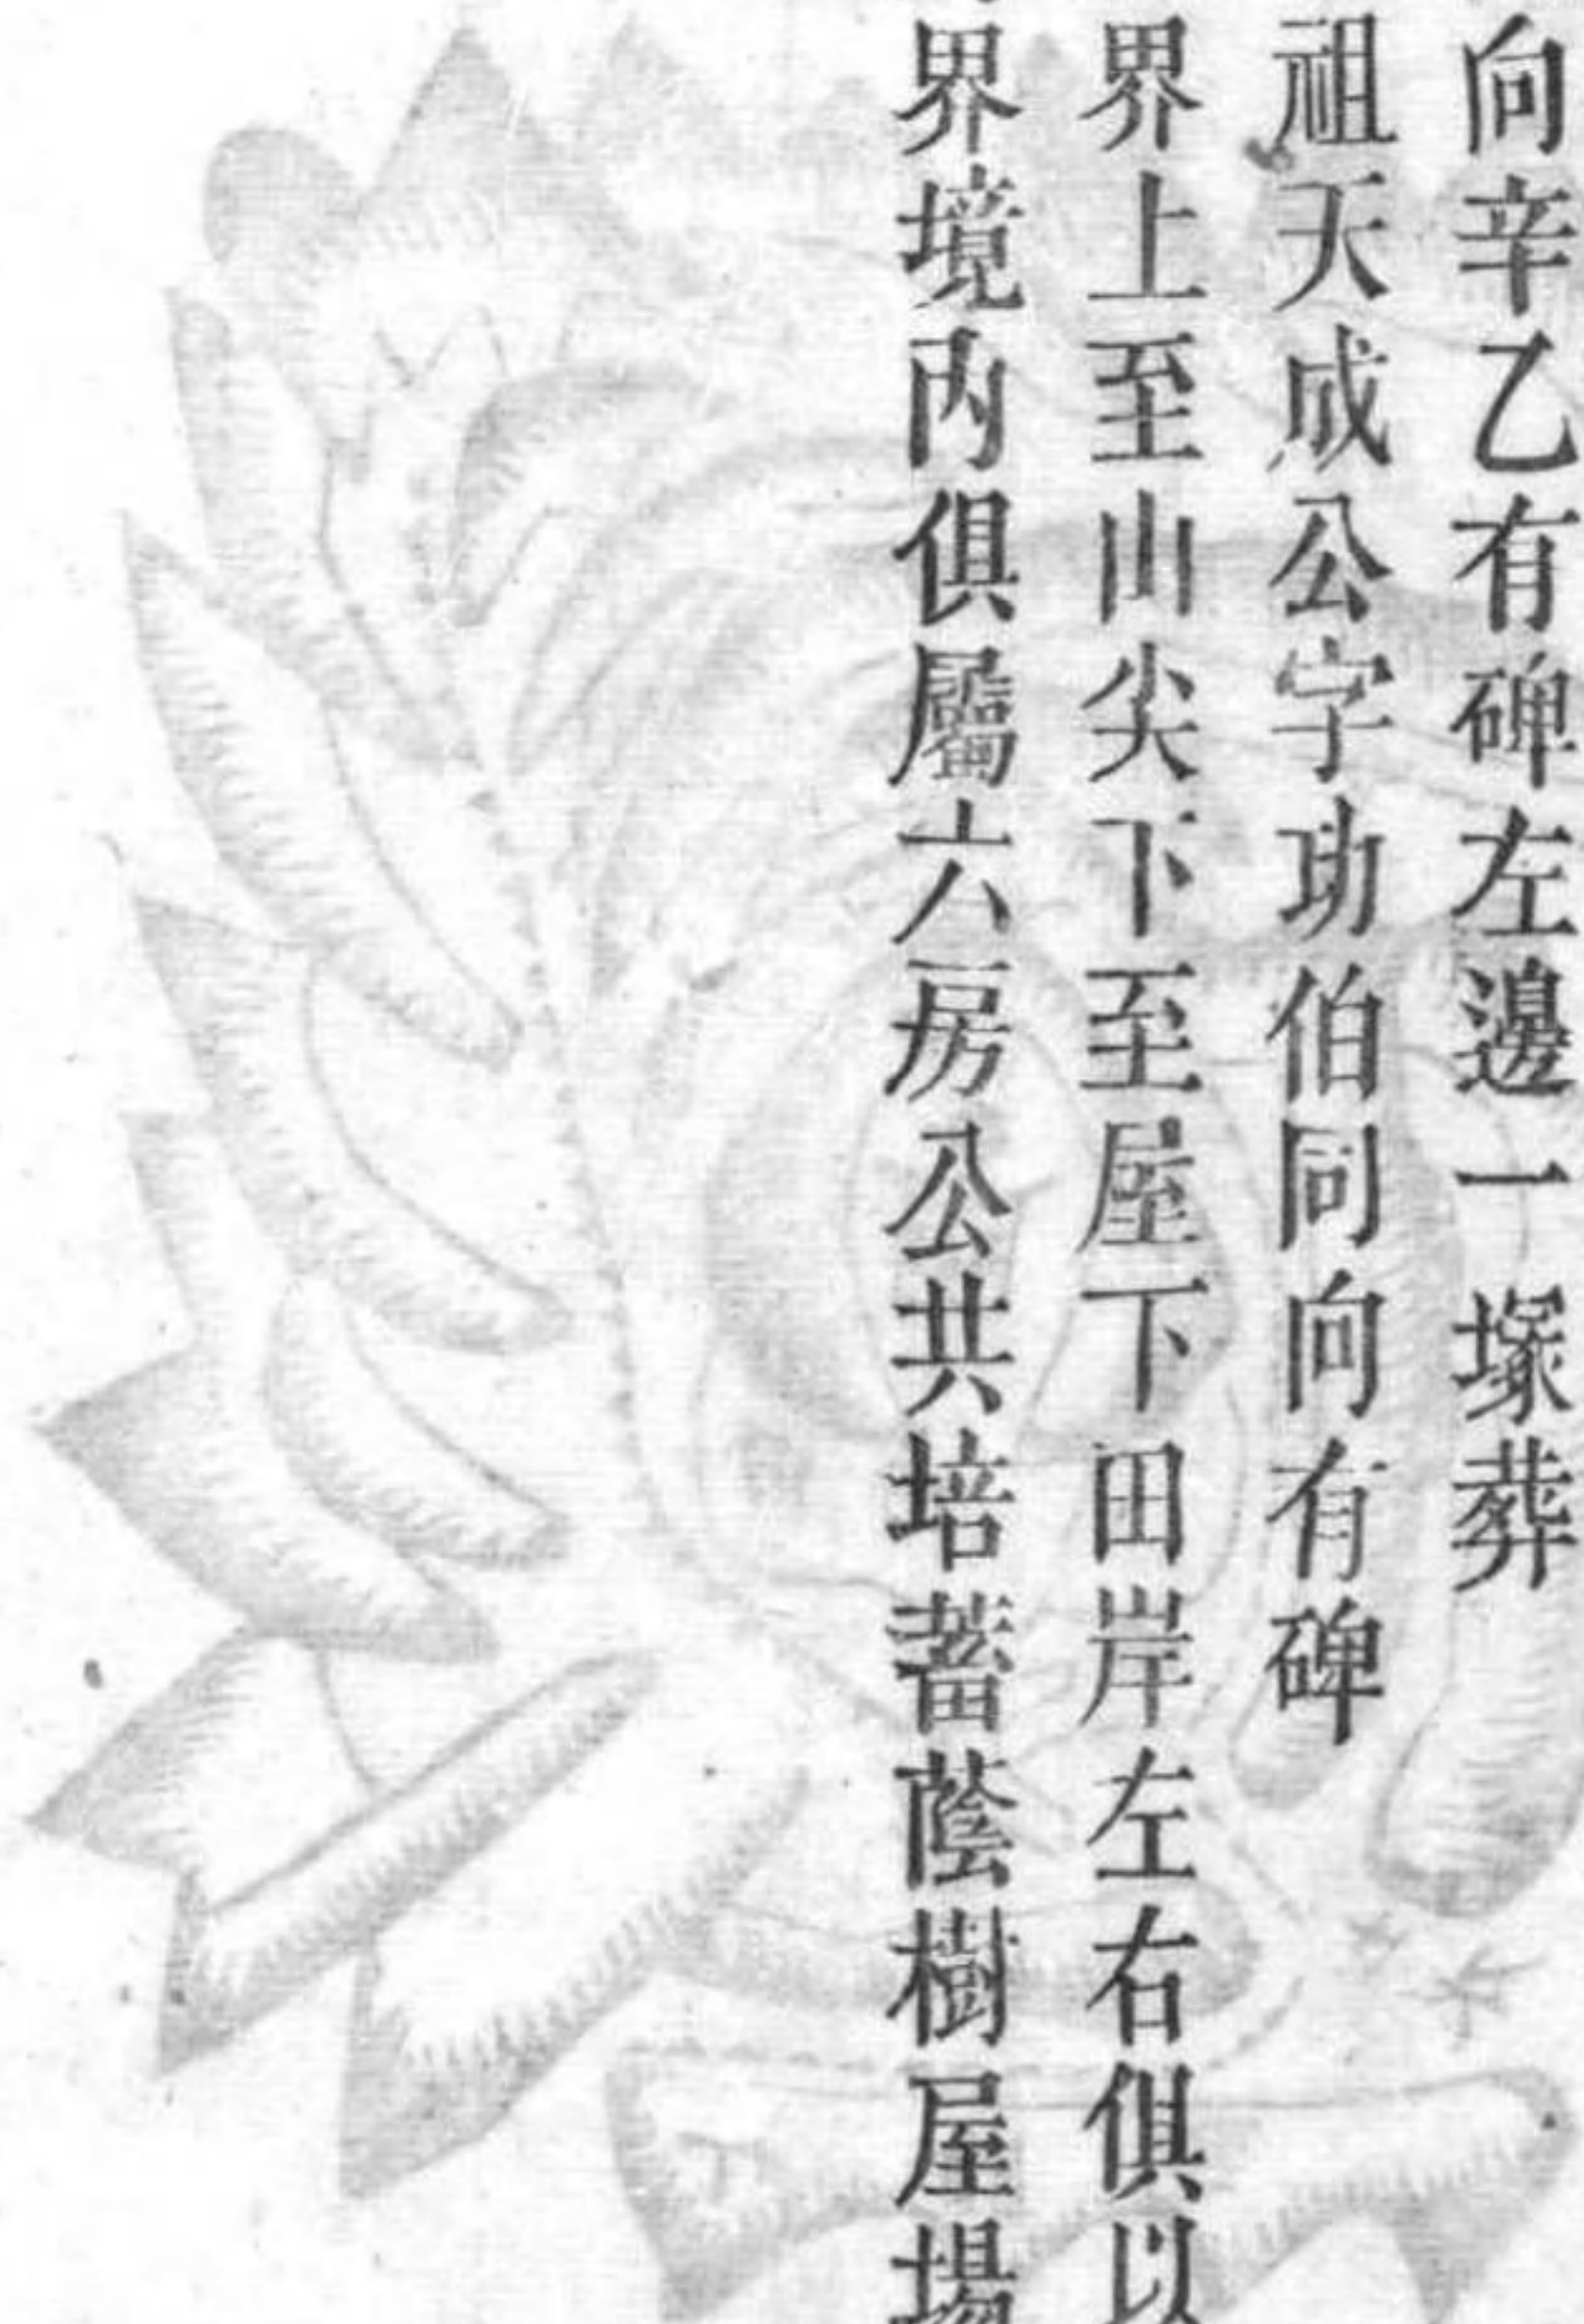 向辛乙有碑左邊一塚葬
祖天成公字功伯同向有碑
界上至山尖下至屋下田岸左右俱以
界境內俱屬六房公共培蓄蔭樹屋場